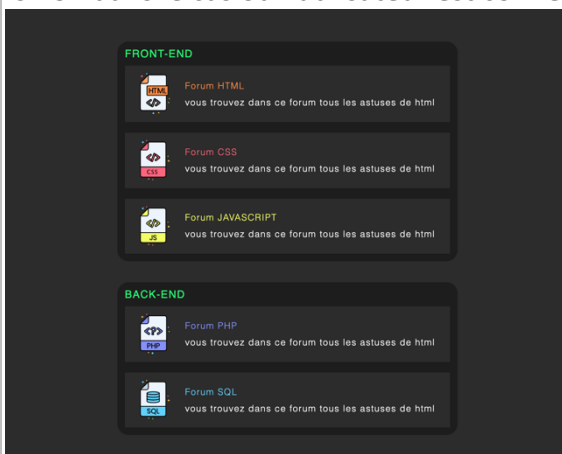 FRONT-END
HTML
Forum HTML
vous trouvez dans ce forum tous les astuses de html
CSS
Forum CSS
vous trouvez dans ce forum tous les astuses de html
JS
Forum JAVASCRIPT
vous trouvez dans ce forum tous les astuses de html
BACK-END
PHP
Forum PHP
vous trouvez dans ce forum tous les astuses de html
SQL
Forum SQL
vous trouvez dans ce forum tous les astuses de html